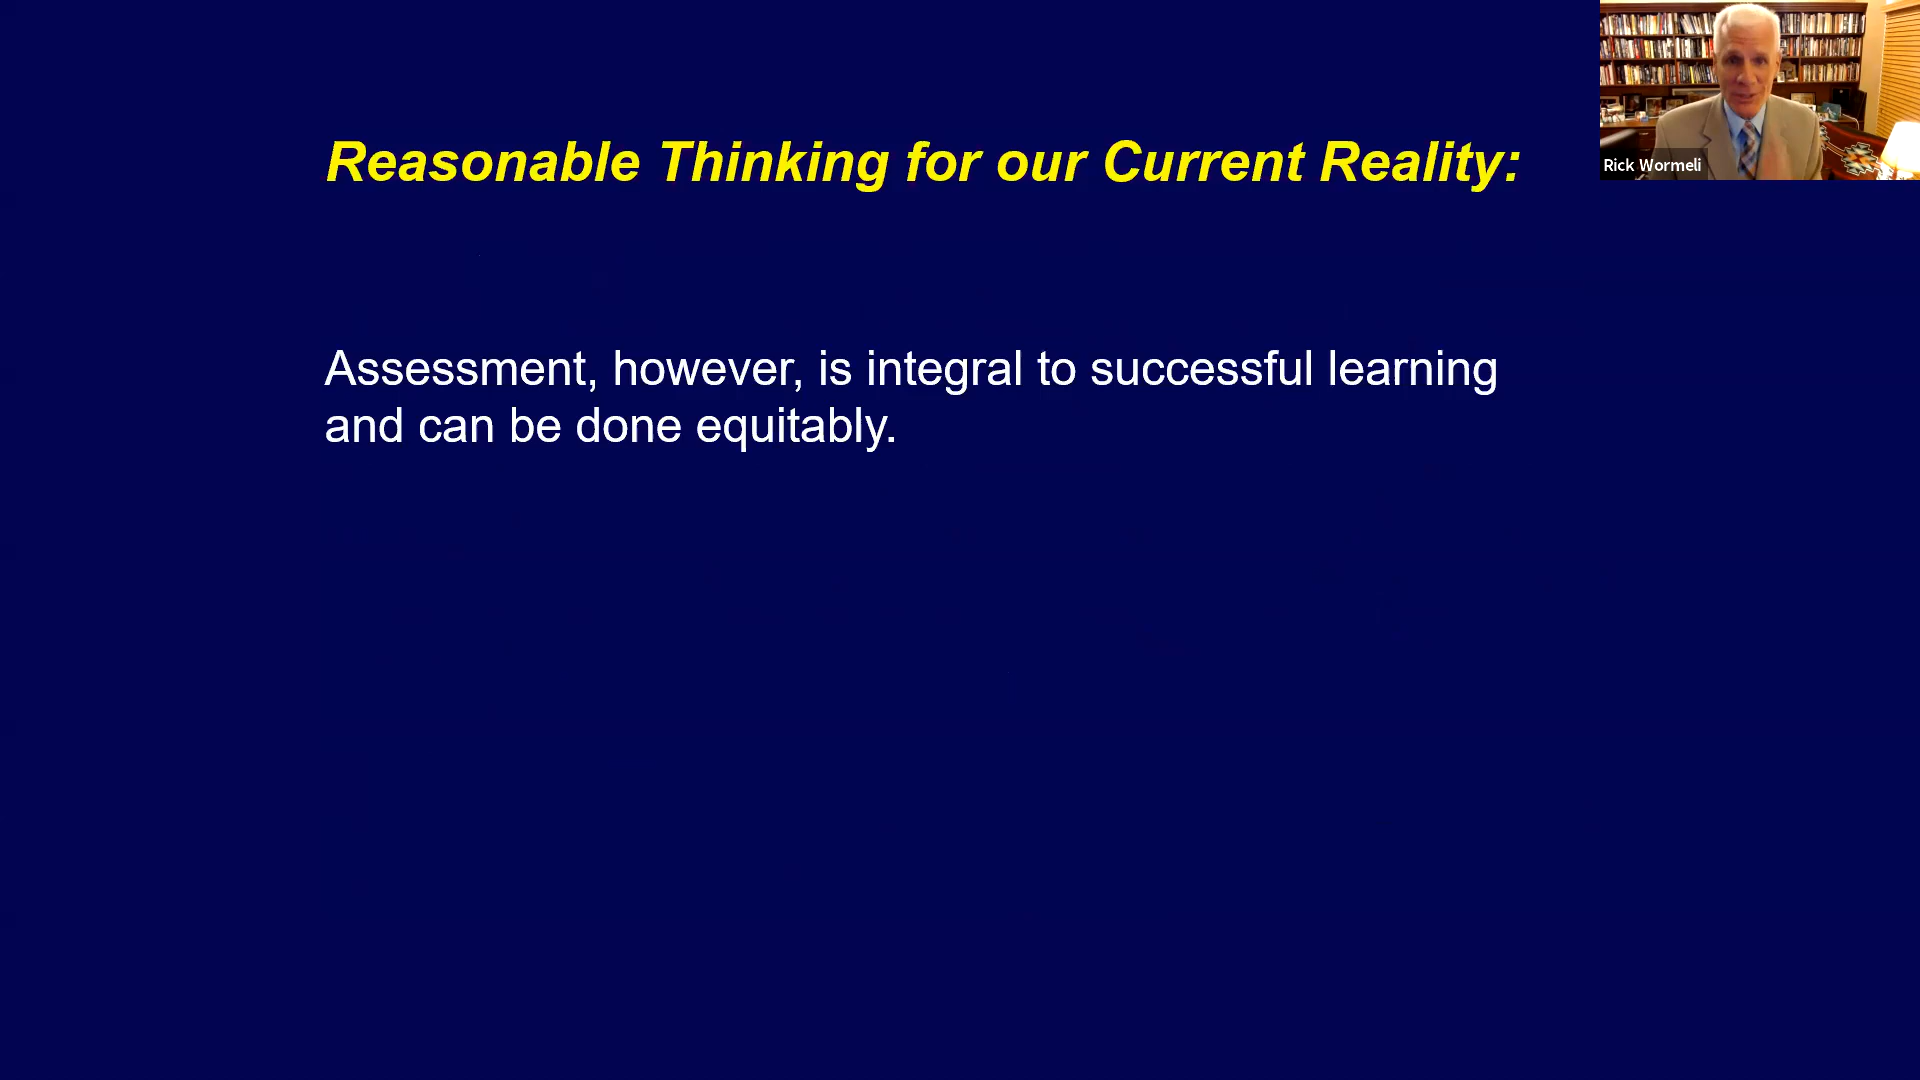 Reasonable Thinking for our Current Reality:
Rick Wormeli
Assessment, however, is integral to successful learning
and can be done equitably.